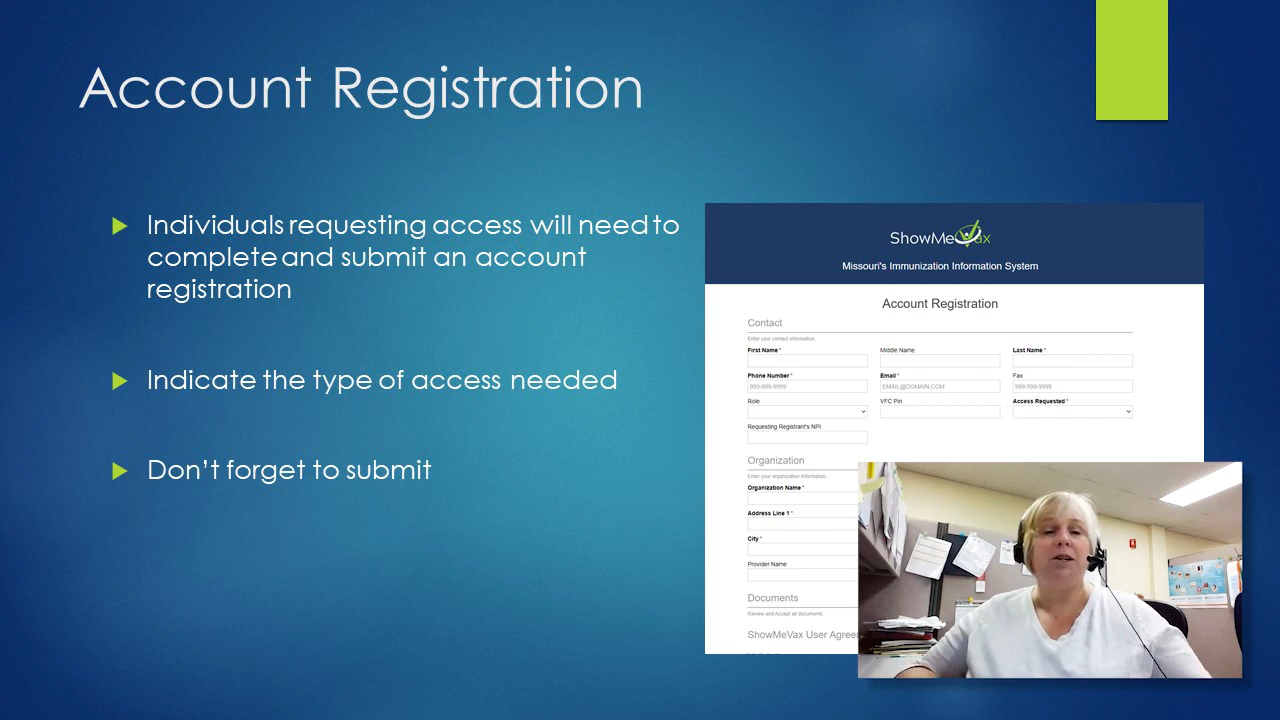 Account Registration
Individuals requesting access will need to
complete and submit an account
registration
Indicate the type of access needed
Don't forget to submit
ShowMeVax
Missouri's Immunization Information System
Account Registration
Contact
Enter your contact information.
First Name *
Middle Name
Last Name *
Phone Number *
Email *
Fax
999-999-9999
EMAIL@DOMAIN.COM
999-999-9999
Role
VFC Pin
Access Requested *
Requesting Registrant's NPI
Organization
Enter your organization information.
Organization Name *
Address Line 1 *
City *
Provider Name
Documents
Review and Accept all documents.
ShowMeVax User Agree